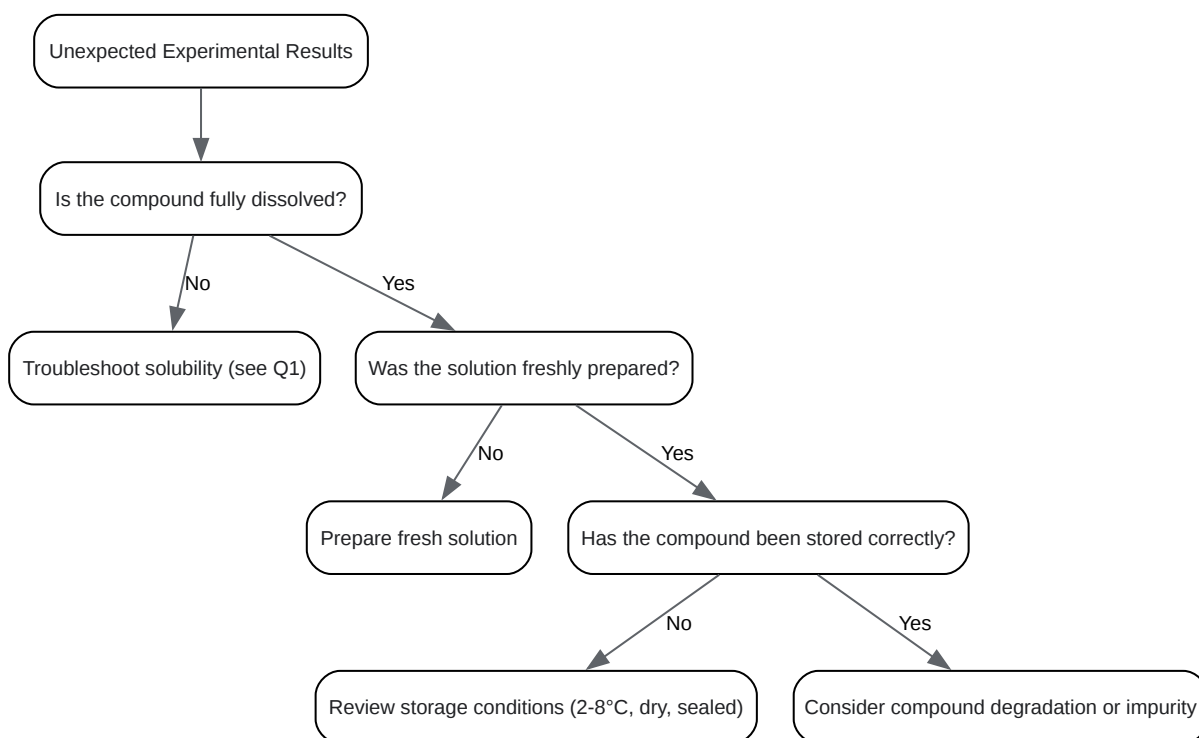 Unexpected Experimental Results
Is the compound fully dissolved?
No
Yes
Troubleshoot solubility (see Q1)
Was the solution freshly prepared?
No
Yes
Prepare fresh solution
Has the compound been stored correctly?
No
Yes
Review storage conditions (2-8°C, dry, sealed)
Consider compound degradation or impurity